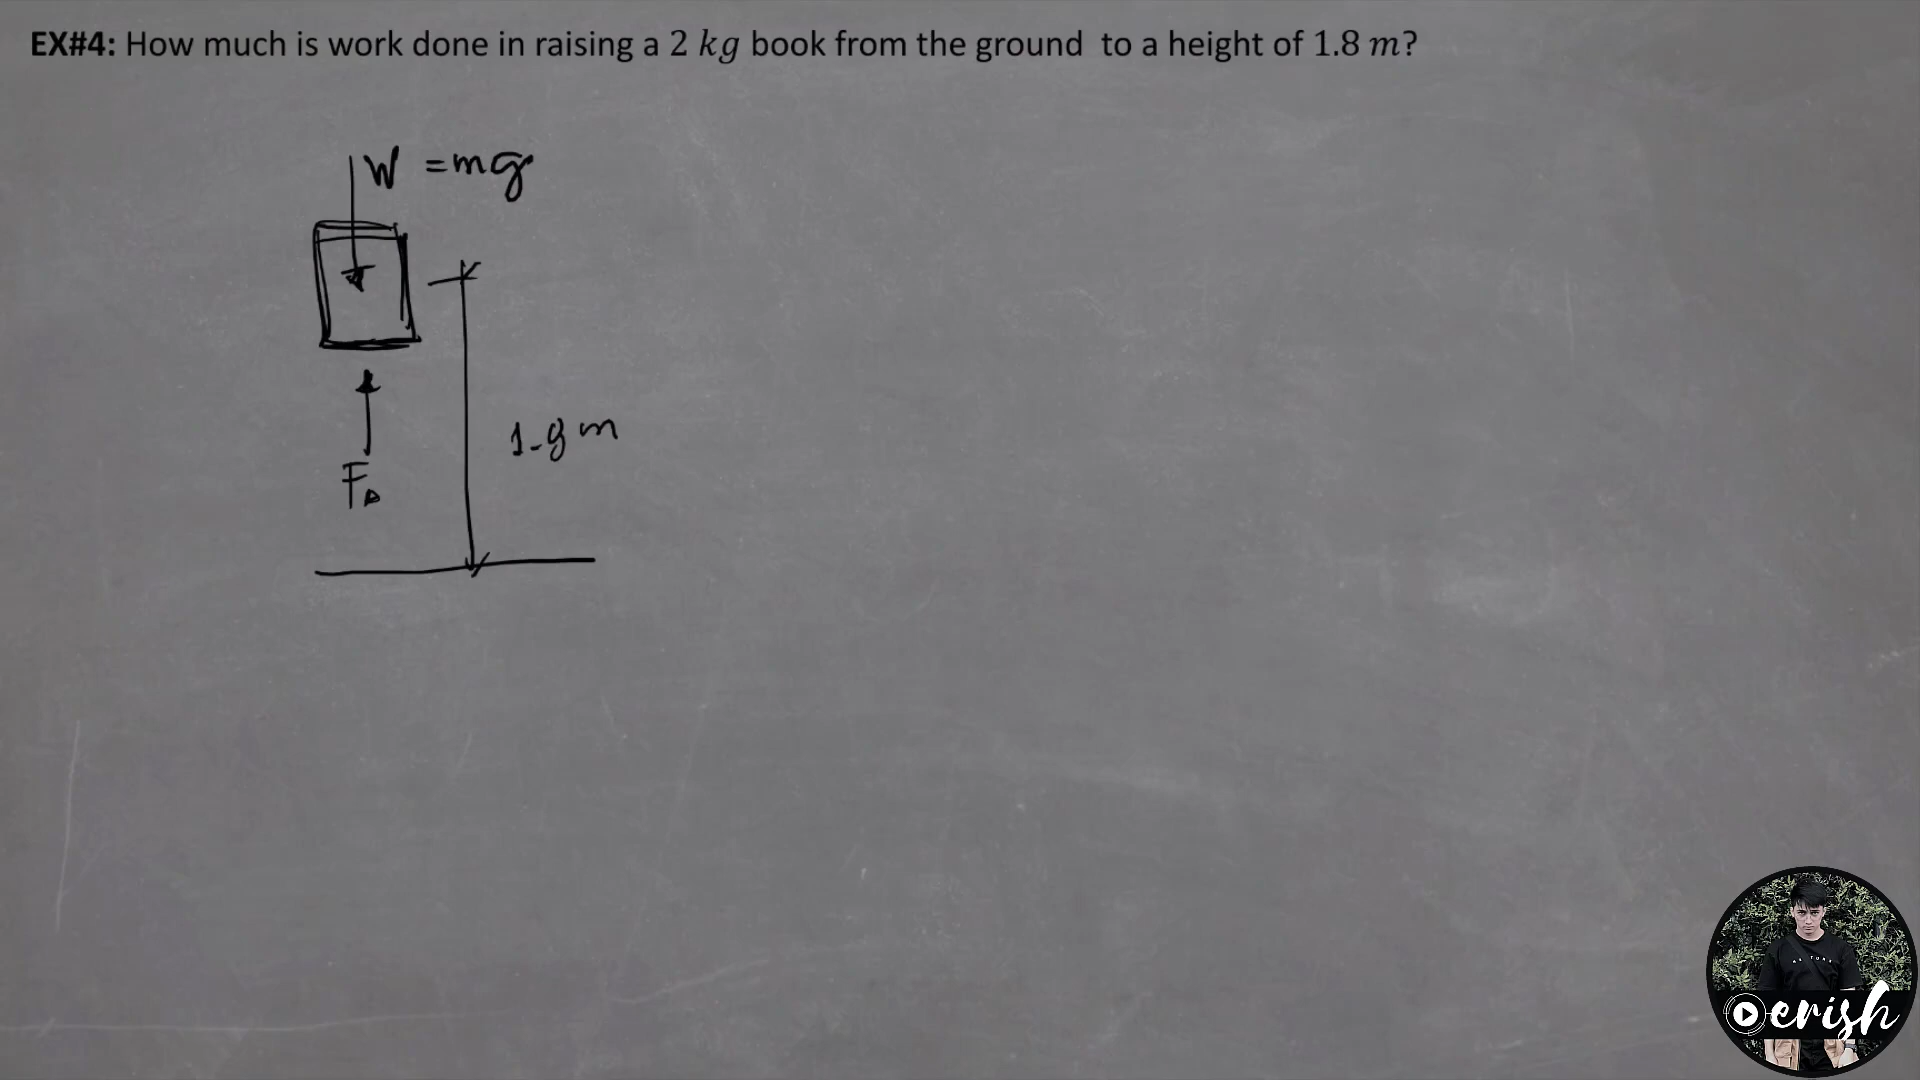 EX#4: How much is work done in raising a 2 kg book from the ground to a height of 1.8 m?
W = mg
1.8 m
F
erish